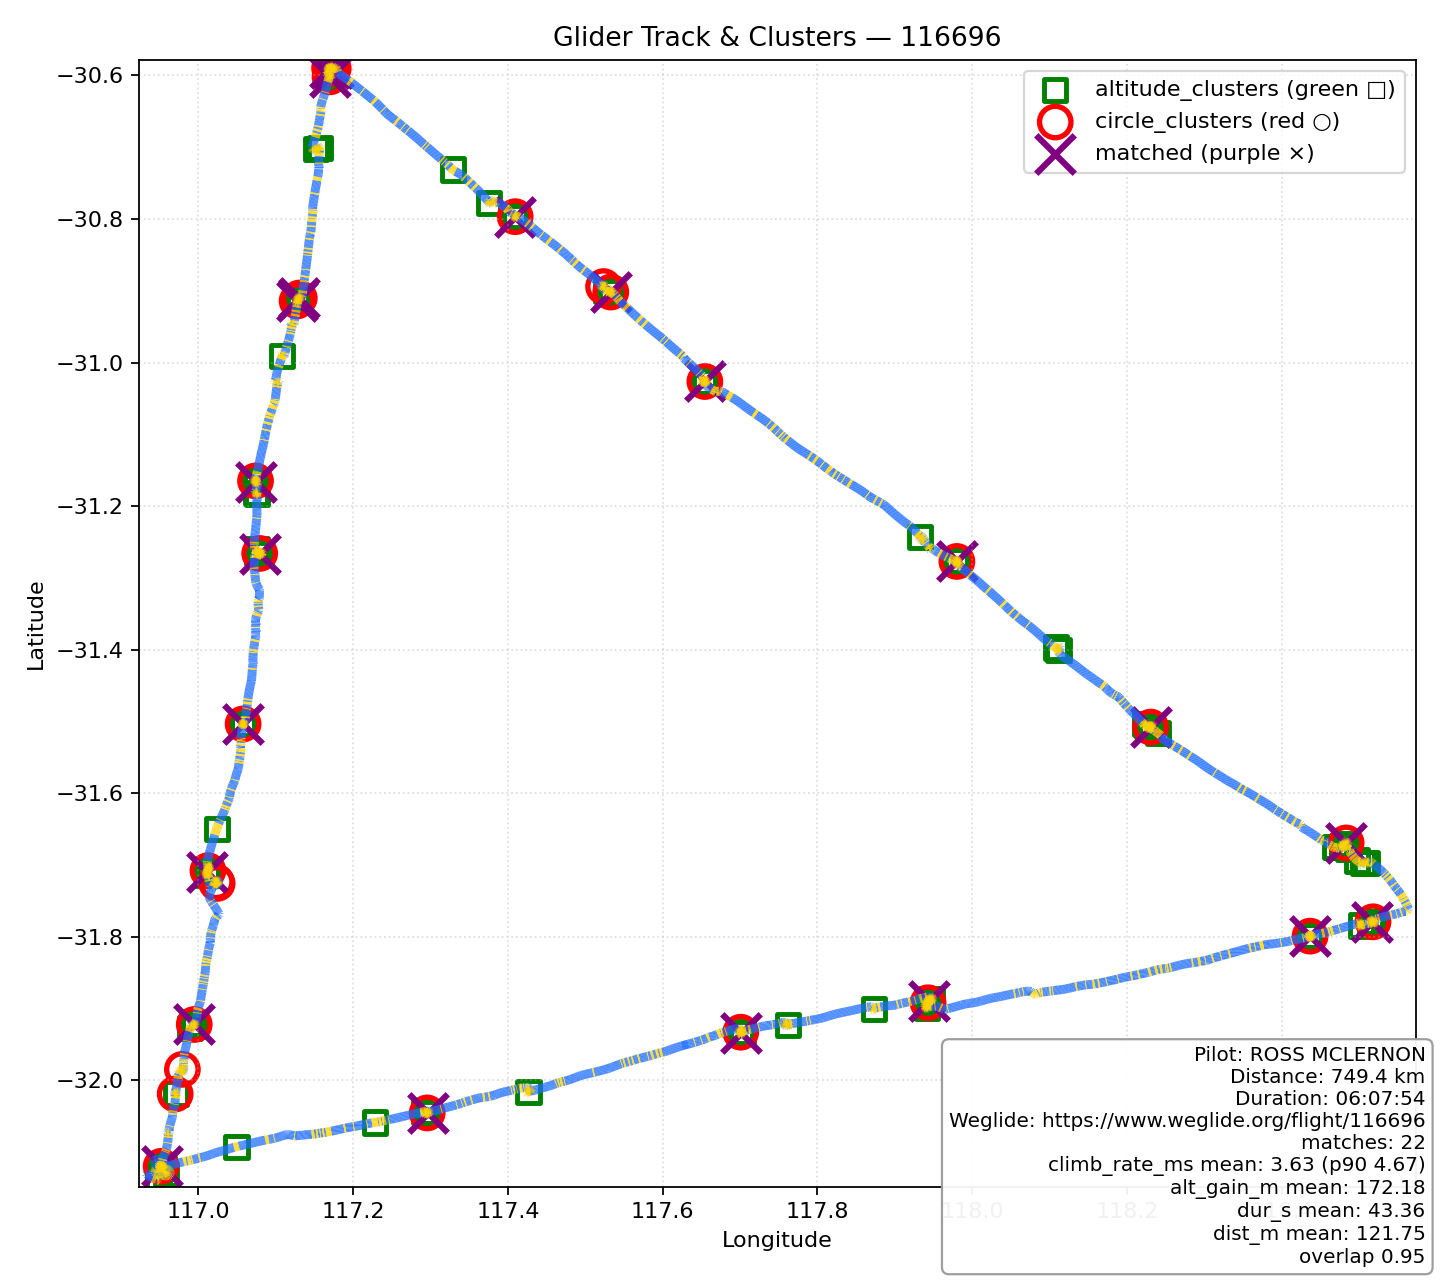 Glider Track & Clusters — 116696
altitude_clusters (green □)
circle_clusters (red ○)
matched (purple ×)
Latitude
−30.6
−30.8
−31.0
−31.2
−31.4
−31.6
−31.8
−32.0
117.0
117.2
117.4
117.6
117.8
118.0
118.2
Longitude
Pilot: ROSS MCLERNON
Distance: 749.4 km
Duration: 06:07:54
Weglide: https://www.weglide.org/flight/116696
matches: 22
climb_rate_ms mean: 3.63 (p90 4.67)
alt_gain_m mean: 172.18
dur_s mean: 43.36
dist_m mean: 121.75
overlap 0.95